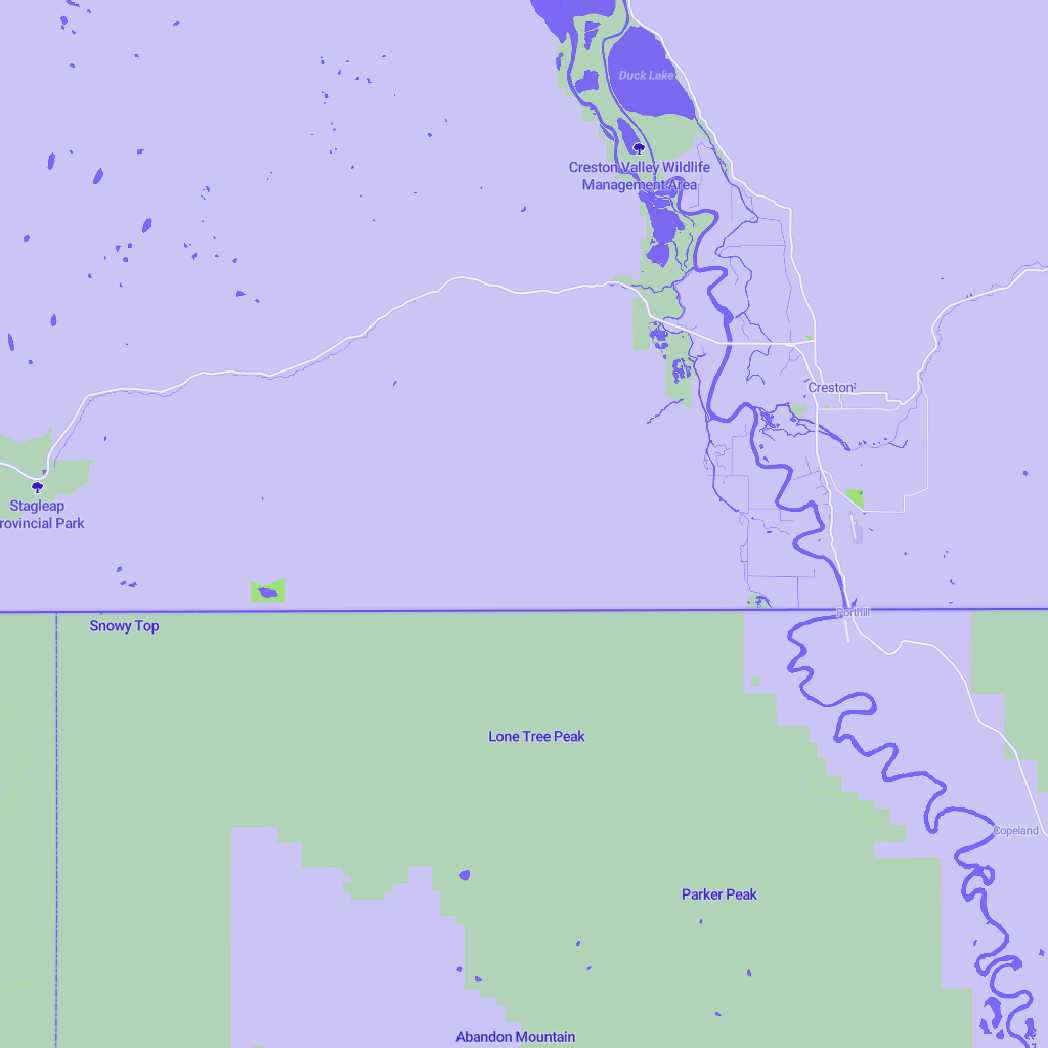 Duck Lake
Creston Valley Wildlife
Management Area
Creston
Stagleap
rovincial Park
Porthill
Snowy Top
Lone Tree Peak
Copeland
Parker Peak
Abandon Mountain